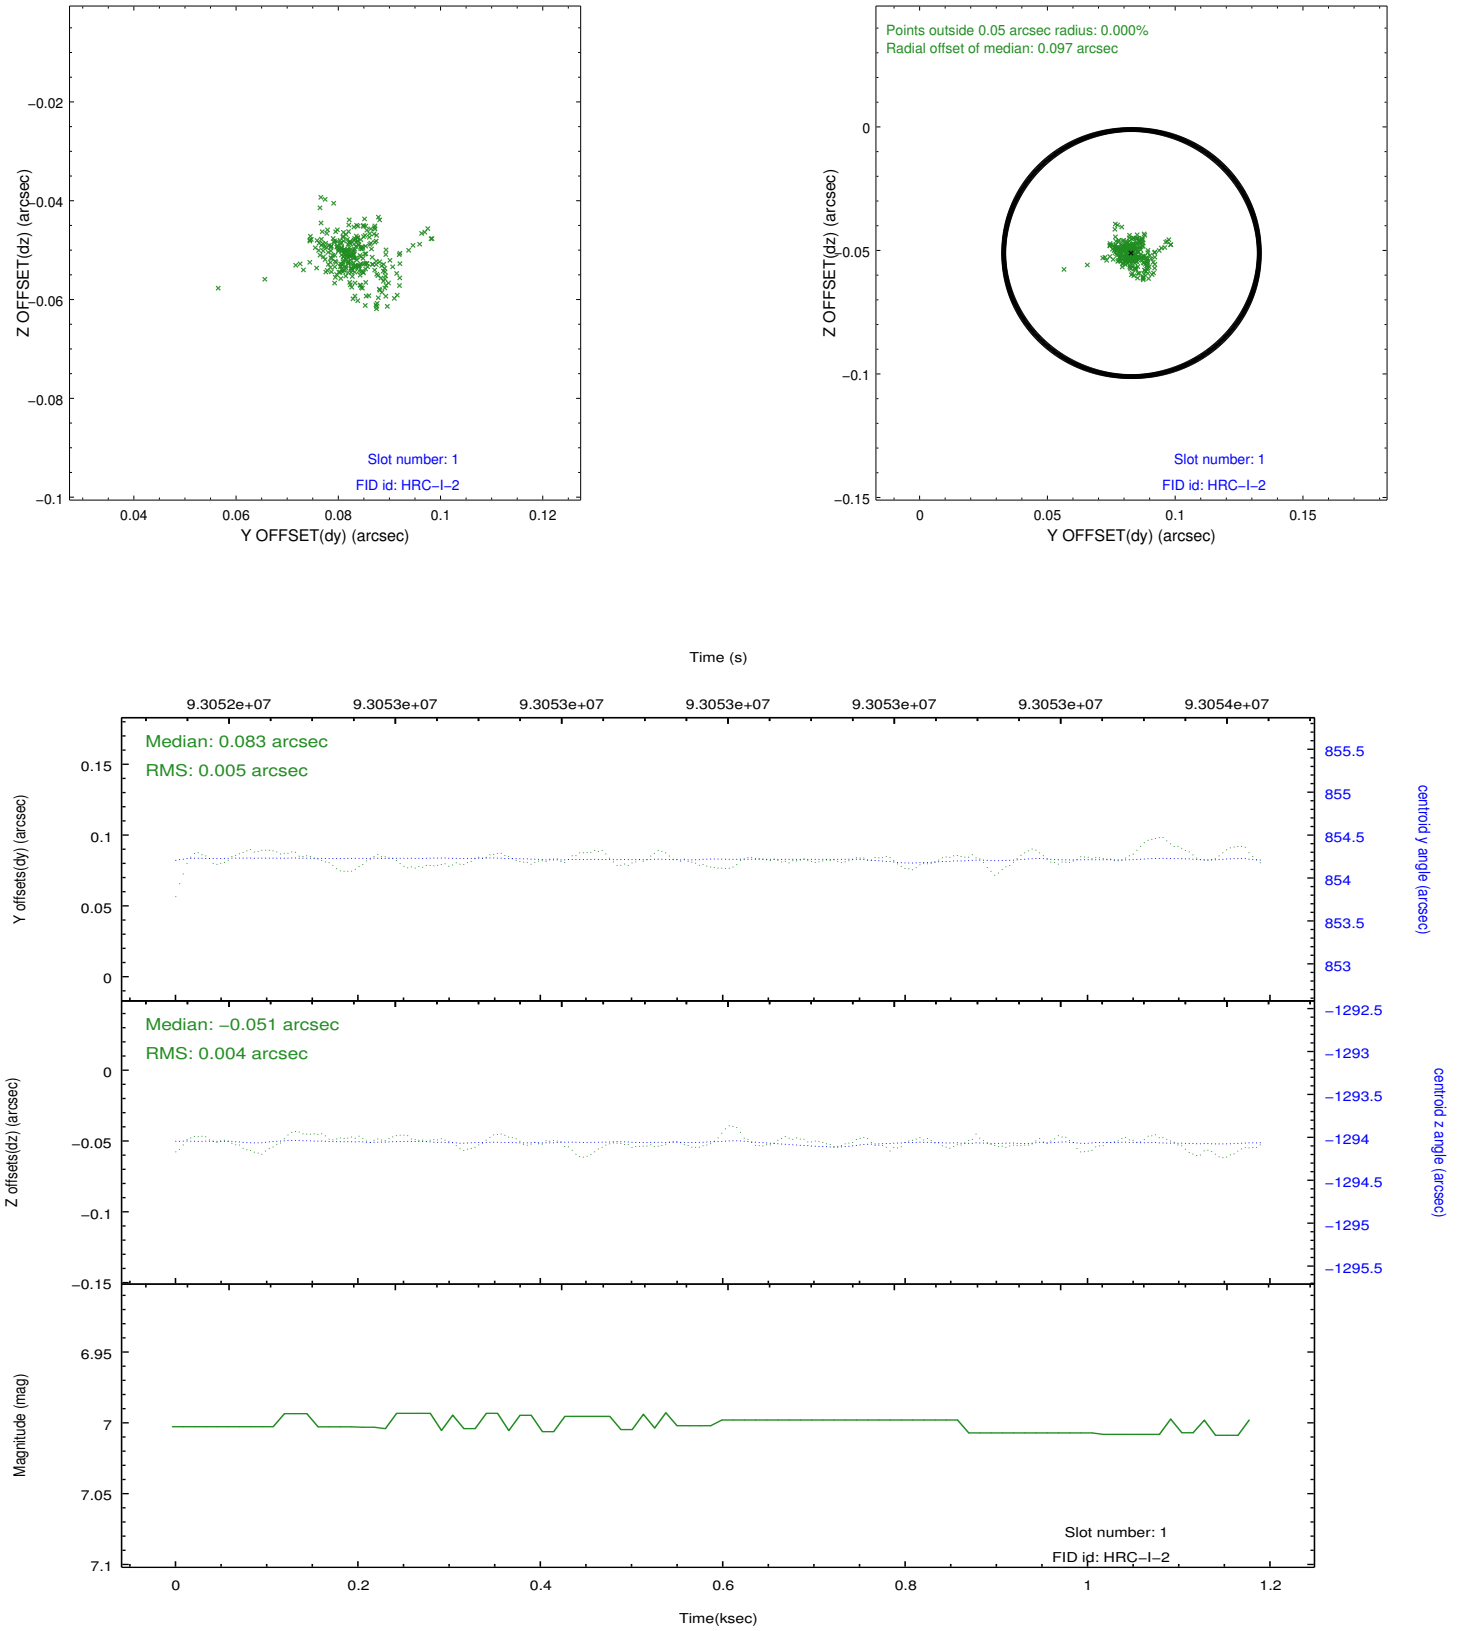 −0.02
−0.04
−0.06
−0.08
−0.1
Z OFFSET(dz) (arcsec)
Slot number: 1
FID id: HRC−I−2
0.04
0.06
0.08
0.1
0.12
Y OFFSET(dy) (arcsec)
Points outside 0.05 arcsec radius: 0.000%
Radial offset of median: 0.097 arcsec
0
−0.05
−0.1
−0.15
Z OFFSET(dz) (arcsec)
Slot number: 1
FID id: HRC−I−2
0
0.05
0.1
0.15
Y OFFSET(dy) (arcsec)
Time (s)
9.3052e+07
9.3053e+07
9.3053e+07
9.3053e+07
9.3053e+07
9.3053e+07
9.3054e+07
Median: 0.083 arcsec
RMS: 0.005 arcsec
0.15
0.1
0.05
0
Y offsets(dy) (arcsec)
855.5
855
854.5
854
853.5
853
centroid y angle (arcsec)
Median: −0.051 arcsec
RMS: 0.004 arcsec
0
−0.05
−0.1
−0.15
Z offsets(dz) (arcsec)
−1292.5
−1293
−1293.5
−1294
−1294.5
−1295
−1295.5
centroid z angle (arcsec)
6.95
7
7.05
7.1
Magnitude (mag)
Slot number: 1
FID id: HRC−I−2
0
0.2
0.4
0.6
0.8
1
1.2
Time(ksec)